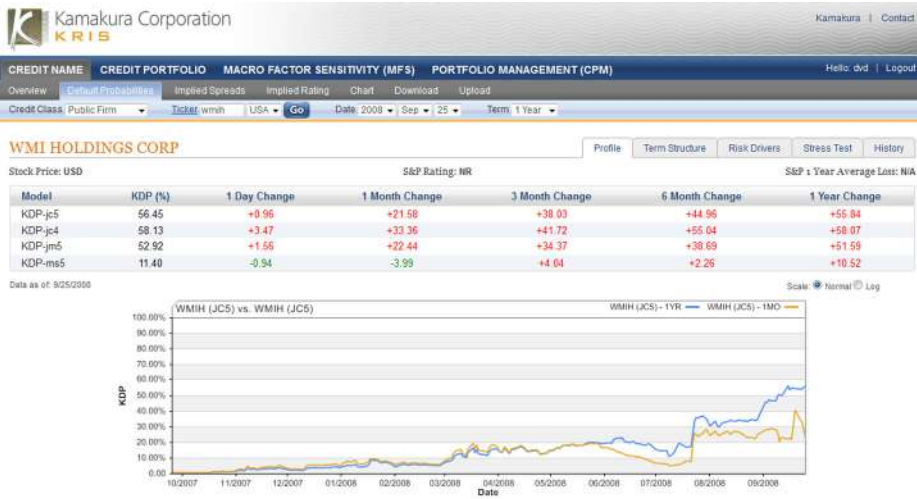 Kamakura Corporation
KRIS
Kamakura | Contact
CREDIT NAME CREDIT PORTFOLIO MACRO FACTOR SENSITIVITY (MFS) PORTFOLIO MANAGEMENT (CPM) Hello: dvd | Logout
Overview Default Probabilities Implied Spreads Implied Rating Chart Download Upload
Credit Class: Public Firm Ticker: wmih USA Go Date: 2008 Sep 25 Term: 1 Year
WMI HOLDINGS CORP Profile Term Structure Risk Drivers Stress Test History
Stock Price: USD S&P Rating: NR S&P 1 Year Average Loss: N/A
Model KDP (%) 1 Day Change 1 Month Change 3 Month Change 6 Month Change 1 Year Change
KDP-jc5 56.45 +0.96 +21.58 +38.03 +44.96 +55.84
KDP-jc4 58.13 +3.47 +33.36 +41.72 +55.04 +58.07
KDP-jm5 52.92 +1.56 +22.44 +34.37 +38.69 +51.59
KDP-ms5 11.40 -0.94 -3.99 +4.04 +2.26 +10.52
Data as of: 9/25/2008 Scale: Normal Log
WMIH (JC5) vs. WMIH (JC5) WMIH (JC5) - 1YR WMIH (JC5) - 1MO
100.00%
90.00%
80.00%
70.00%
60.00%
50.00%
40.00%
30.00%
20.00%
10.00%
0.00
KDP
10/2007 11/2007 12/2007 01/2008 02/2008 03/2008 04/2008 05/2008 06/2008 07/2008 08/2008 09/2008
Date